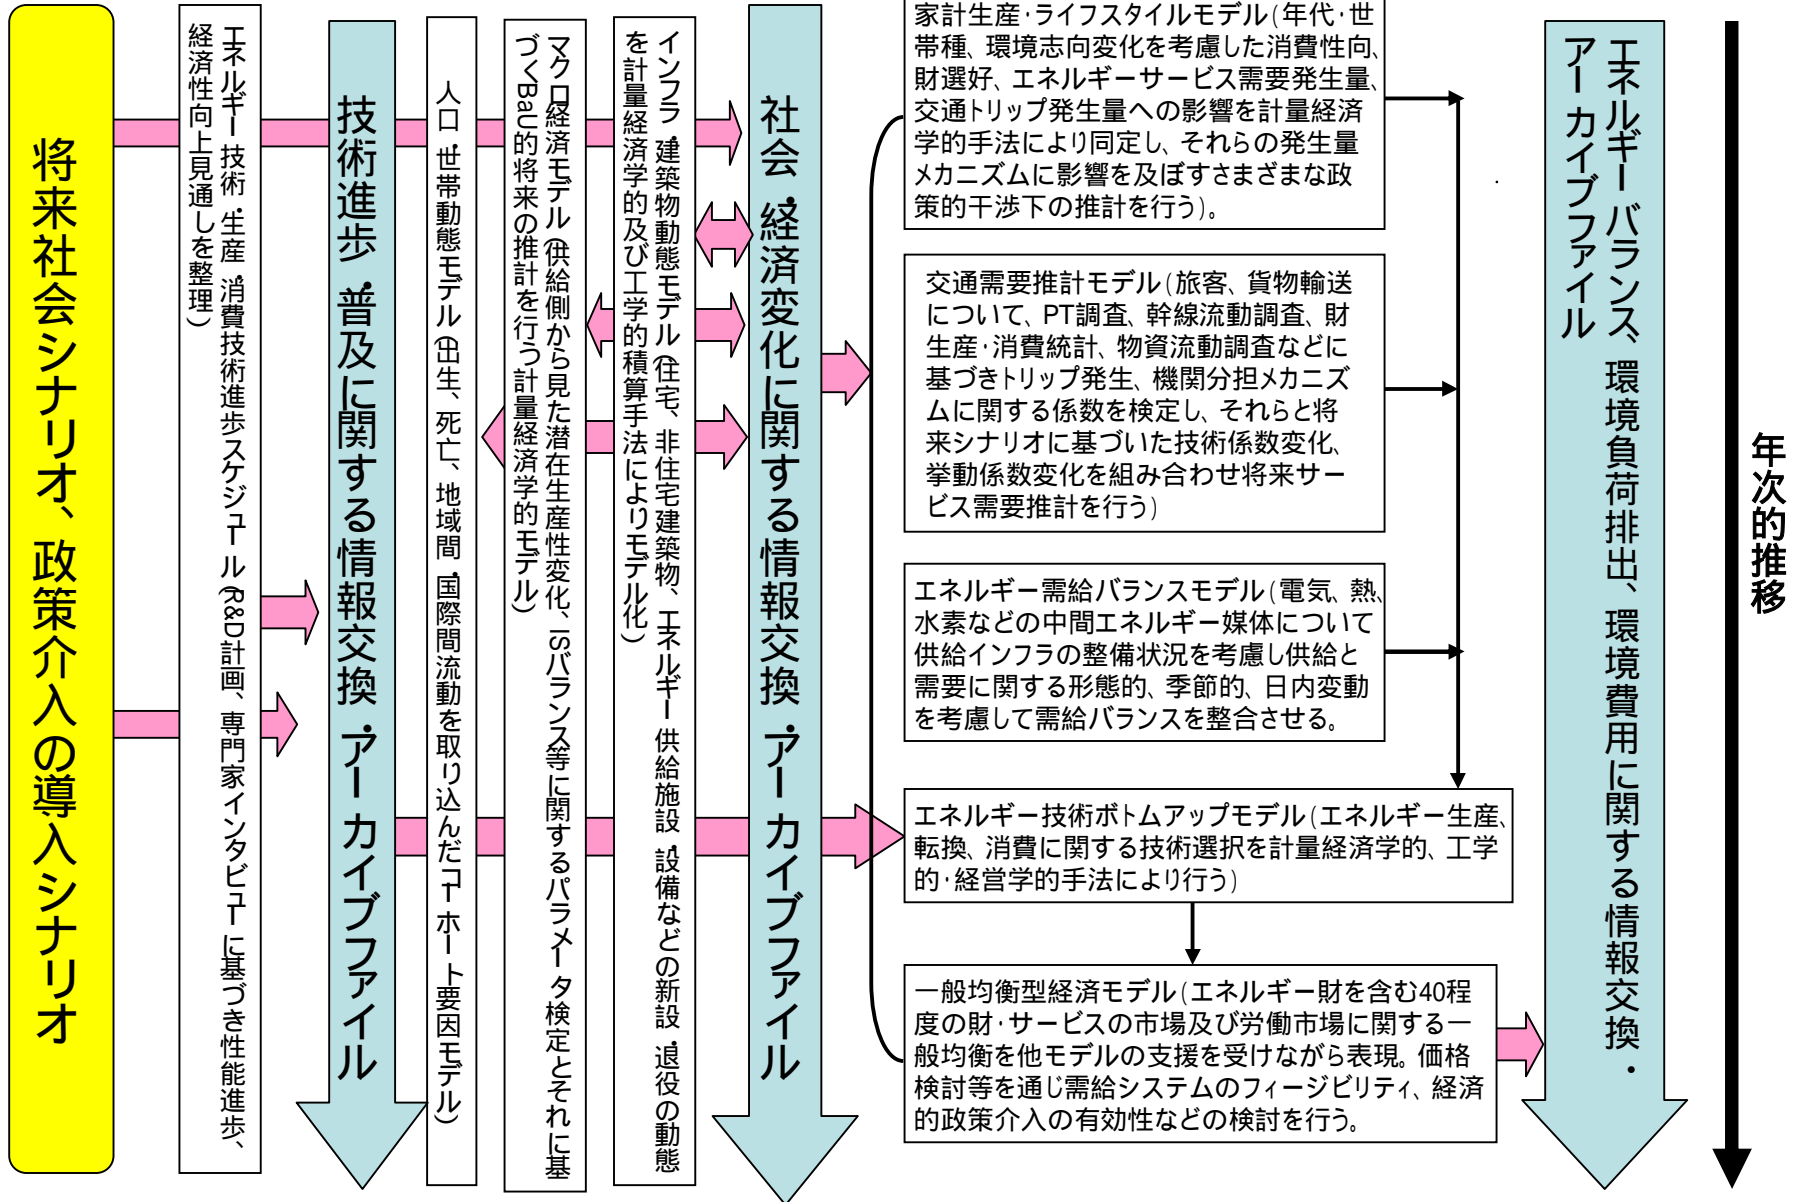 将来社会シナリオ、政策介入の導入シナリオ
エネルギー技術・生産・消費技術進歩スケジュール(R&D計画、専門家インタビューに基づき性能進歩、
経済性向上見通しを整理)
技術進歩・普及に関する情報交換・アーカイブファイル
人口・世帯動態モデル(出生、死亡、地域間・国際間流動を取り込んだコーホート要因モデル)
マクロ経済モデル(供給側から見た潜在生産性変化、ISバランス等に関するパラメータ検定とそれに基
づくBaU的将来の推計を行う計量経済学的モデル)
インフラ・建築物動態モデル(住宅、非住宅建築物、エネルギー供給施設・設備などの新設・退役の動態
を計量経済学的及び工学的積算手法によりモデル化)
社会・経済変化に関する情報交換・アーカイブファイル
家計生産・ライフスタイルモデル(年代・世
帯種、環境志向変化を考慮した消費性向、
財選好、エネルギーサービス需要発生量、
交通トリップ発生量への影響を計量経済
学的手法により同定し、それらの発生量
メカニズムに影響を及ぼすさまざまな政
策的干渉下の推計を行う)。
交通需要推計モデル(旅客、貨物輸送
について、PT調査、幹線流動調査、財
生産・消費統計、物資流動調査などに
基づきトリップ発生、機関分担メカニズ
ムに関する係数を検定し、それらと将
来シナリオに基づいた技術係数変化、
挙動係数変化を組み合わせ将来サー
ビス需要推計を行う)
エネルギー需給バランスモデル(電気、熱、
水素などの中間エネルギー媒体について
供給インフラの整備状況を考慮し供給と
需要に関する形態的、季節的、日内変動
を考慮して需給バランスを整合させる。
エネルギー技術ボトムアップモデル(エネルギー生産、
転換、消費に関する技術選択を計量経済学的、工学
的・経営学的手法により行う)
一般均衡型経済モデル(エネルギー財を含む40程
度の財・サービスの市場及び労働市場に関する一
般均衡を他モデルの支援を受けながら表現。価格
検討等を通じ需給システムのフィージビリティ、経済
的政策介入の有効性などの検討を行う。
エネルギーバランス、環境負荷排出、環境費用に関する情報交換・
アーカイブファイル
年次的推移